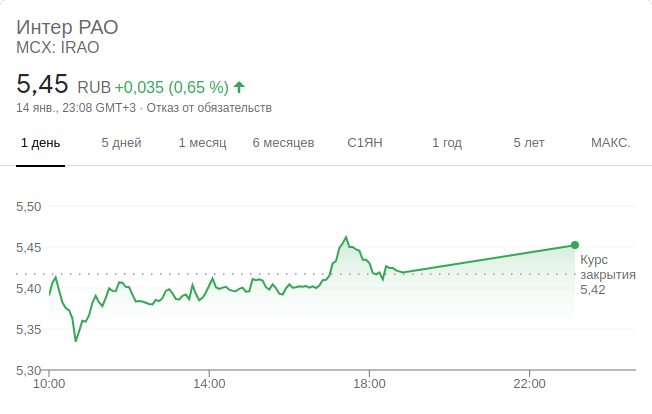 Интер РАО
MCX: IRAO
5,45 RUB +0,035 (0,65 %)
14 янв., 23:08 GMT+3 · Отказ от обязательств
1 день 5 дней 1 месяц 6 месяцев С1ЯН 1 год 5 лет МАКС.
5,50
5,45
Курс
закрытия
5,42
5,40
5,35
5,30
10:00 14:00 18:00 22:00